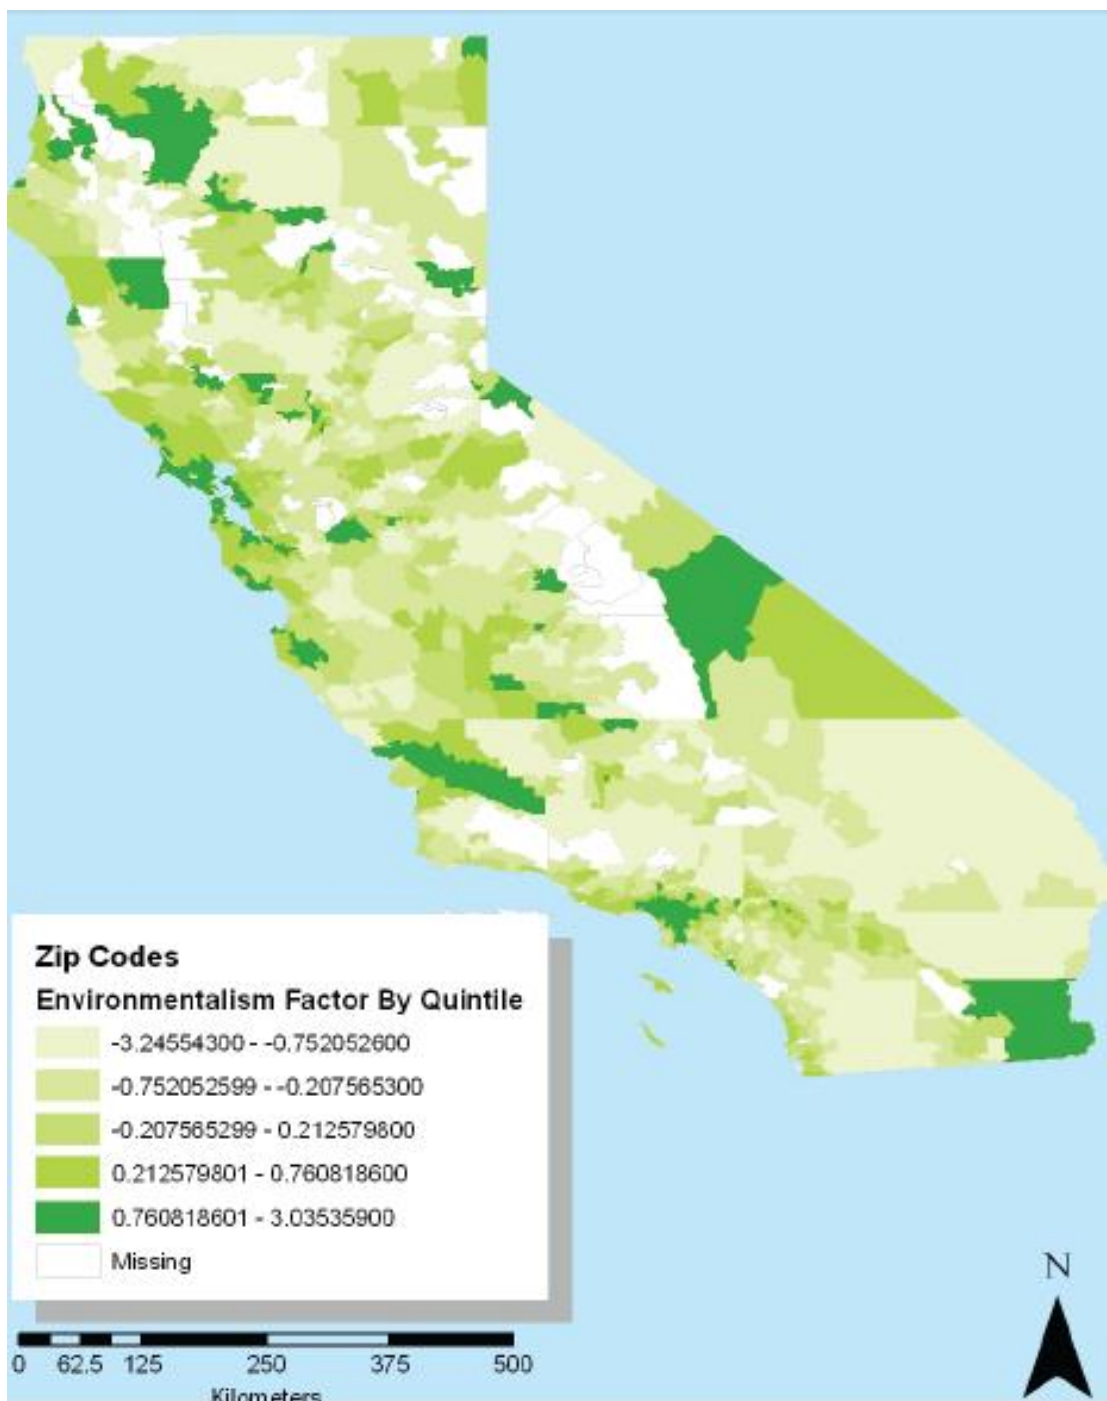 Zip Codes
Environmentalism Factor By Quintile
-3.24554300 - -0.752052600
-0.752052599 - -0.207565300
-0.207565299 - 0.212579800
0.212579801 - 0.760818600
0.760818601 - 3.03535900
Missing
N
0 62.5 125 250 375 500
Kilometers